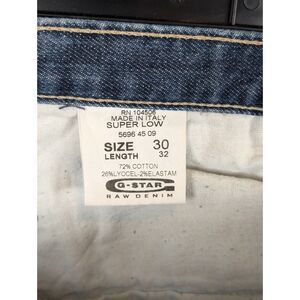 RN 104506
MADE IN ITALY
SUPER LOW
5696 45 09
SIZE 30
LENGTH 32
72% COTTON
26%LYOCEL-2%ELASTAM
G-STAR
RAW DENIM